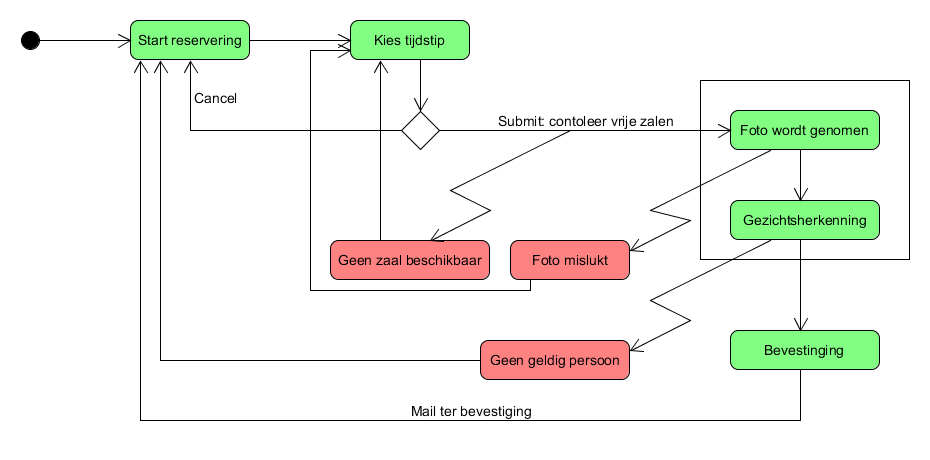 Start reservering
Kies tijdstip
Cancel
Submit: contoleer vrije zalen
Foto wordt genomen
Gezichtsherkenning
Geen zaal beschikbaar
Foto mislukt
Geen geldig persoon
Bevestinging
Mail ter bevestiging